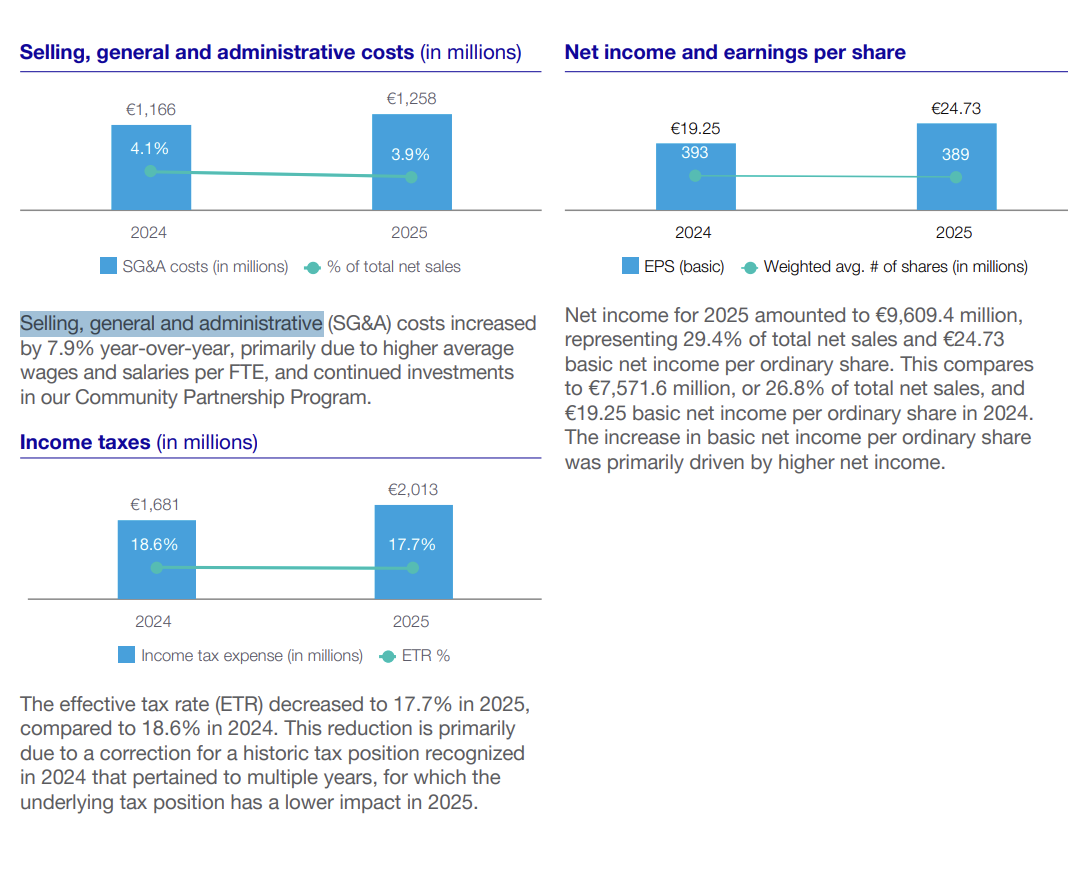 Selling, general and administrative costs (in millions)
€1,166
€1,258
4.1%
3.9%
2024
2025
SG&A costs (in millions)
% of total net sales
Selling, general and administrative (SG&A) costs increased
by 7.9% year-over-year, primarily due to higher average
wages and salaries per FTE, and continued investments
in our Community Partnership Program.
Income taxes (in millions)
€1,681
€2,013
18.6%
17.7%
2024
2025
Income tax expense (in millions)
ETR %
The effective tax rate (ETR) decreased to 17.7% in 2025,
compared to 18.6% in 2024. This reduction is primarily
due to a correction for a historic tax position recognized
in 2024 that pertained to multiple years, for which the
underlying tax position has a lower impact in 2025.
Net income and earnings per share
€19.25
€24.73
393
389
2024
2025
EPS (basic)
Weighted avg. # of shares (in millions)
Net income for 2025 amounted to €9,609.4 million,
representing 29.4% of total net sales and €24.73
basic net income per ordinary share. This compares
to €7,571.6 million, or 26.8% of total net sales, and
€19.25 basic net income per ordinary share in 2024.
The increase in basic net income per ordinary share
was primarily driven by higher net income.